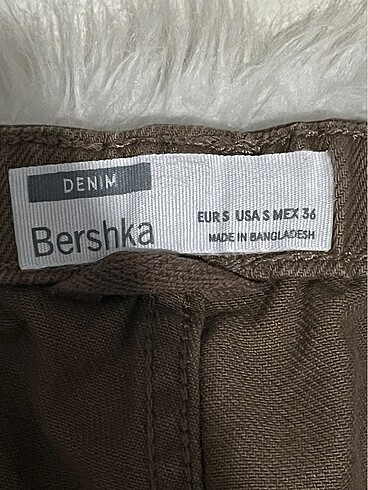 DENIM
Bershka
EUR S USA S MEX 36
MADE IN BANGLADESH